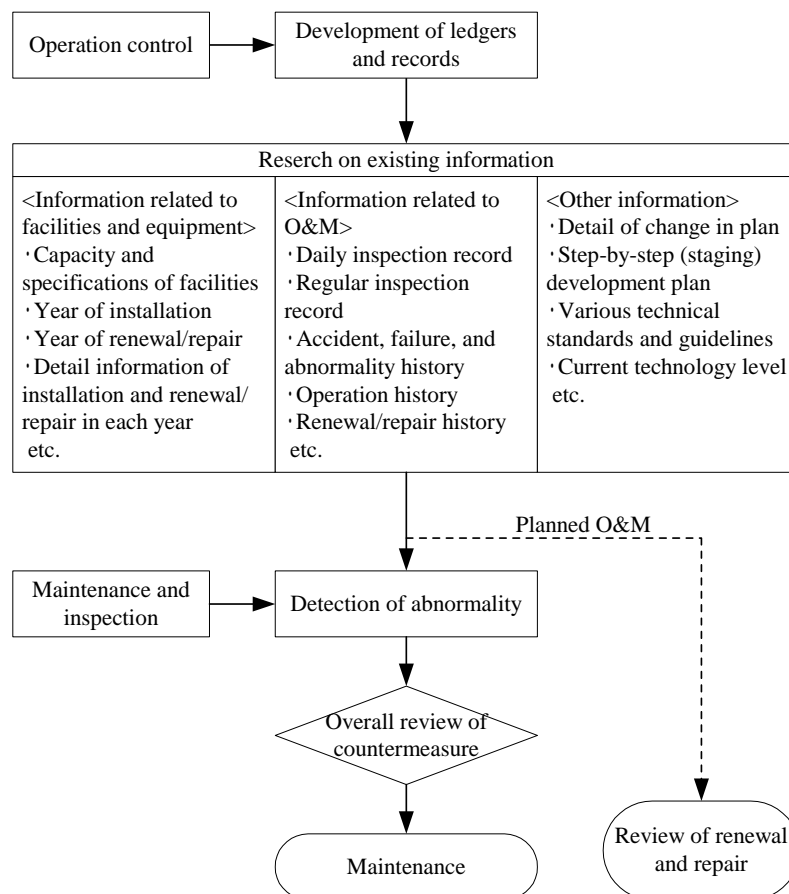 Operation control
Development of ledgers
and records
Reserch on existing information
<Information related to
facilities and equipment>
・Capacity and
specifications of facilities
・Year of installation
・Year of renewal/repair
・Detail information of
installation and renewal/
repair in each year
etc.
<Information related to
O&M>
・Daily inspection record
・Regular inspection
record
・Accident, failure, and
abnormality history
・Operation history
・Renewal/repair history
etc.
<Other information>
・Detail of change in plan
・Step-by-step (staging)
development plan
・Various technical
standards and guidelines
・Current technology level
etc.
Planned O&M
Maintenance and
inspection
Detection of abnormality
Overall review of
countermeasure
Maintenance
Review of renewal
and repair